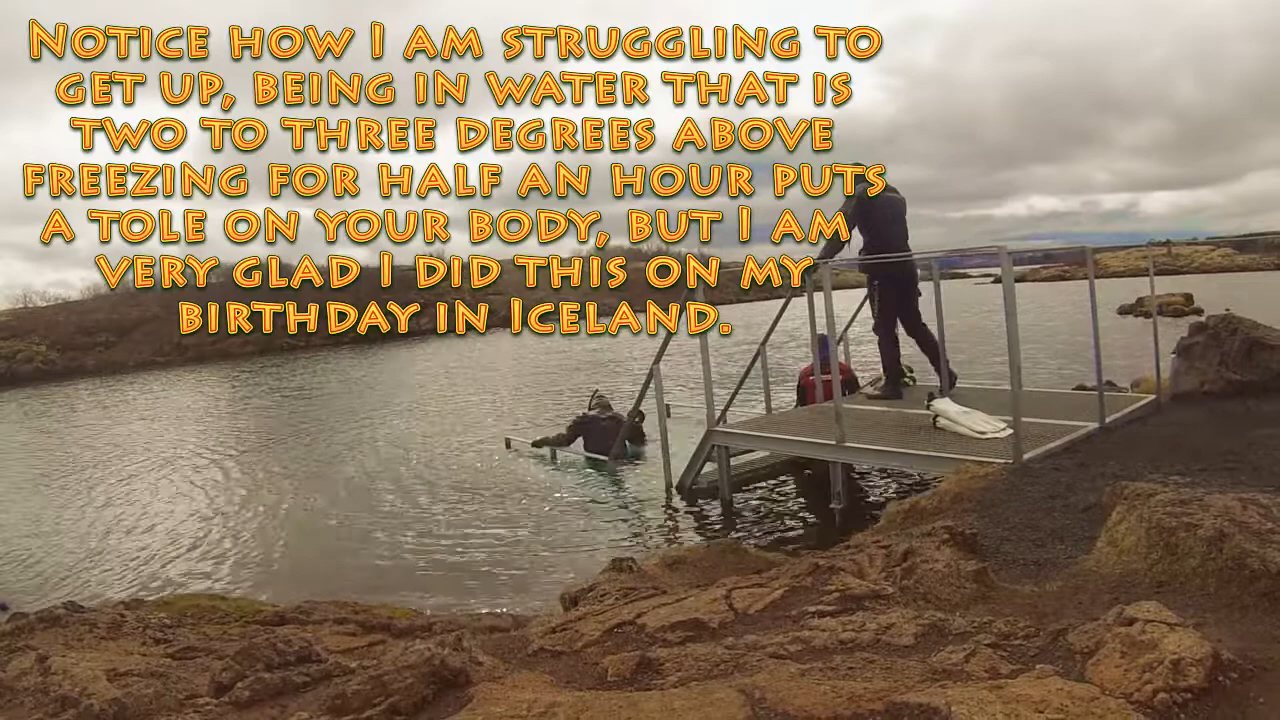 Notice how I am struggling to
get up, being in water that is
two to three degrees above
freezing for half an hour puts
a tole on your body, but I am
very glad I did this on my
birthday in Iceland.